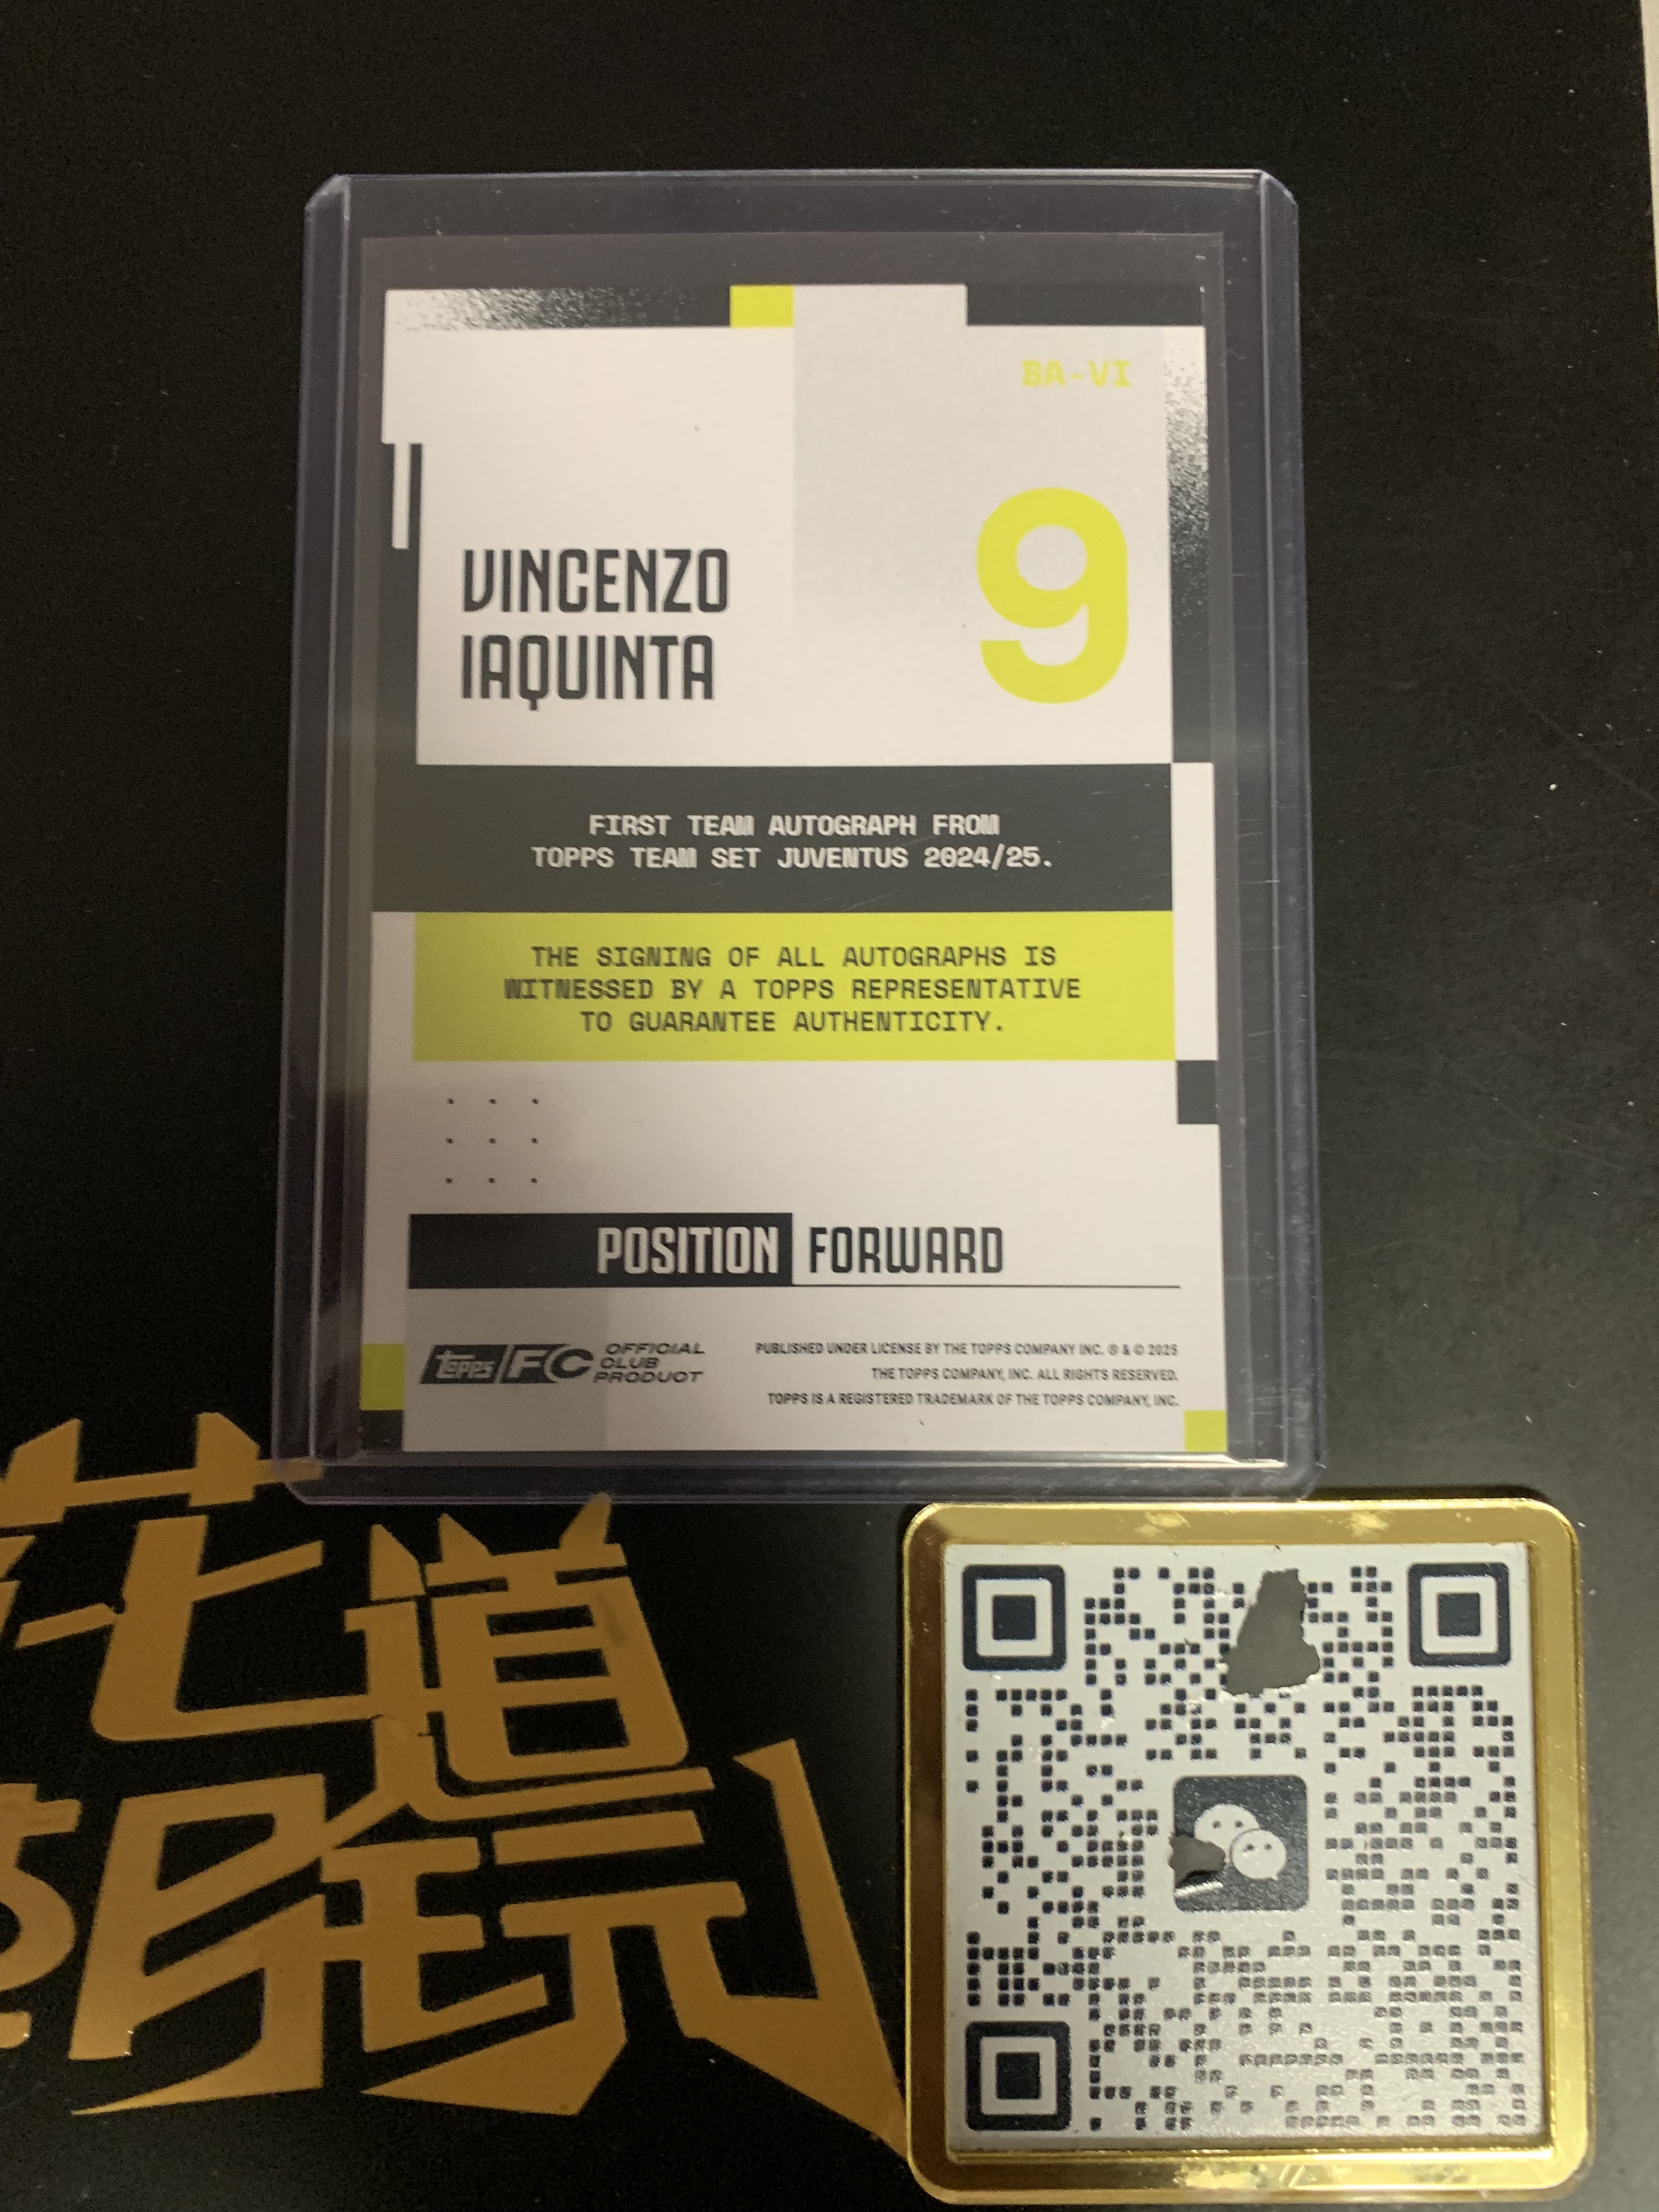 BA-VI
9
VINCENZO
IAQUINTA
FIRST TEAM AUTOGRAPH FROM
TOPPS TEAM SET JUVENTUS 2024/25.
THE SIGNING OF ALL AUTOGRAPHS IS
WITNESSED BY A TOPPS REPRESENTATIVE
TO GUARANTEE AUTHENTICITY.
POSITION FORWARD
topps FC OFFICIAL
CLUB
PRODUCT
PUBLISHED UNDER LICENSE BY THE TOPPS COMPANY INC. ® & © 2025
THE TOPPS COMPANY, INC. ALL RIGHTS RESERVED.
TOPPS IS A REGISTERED TRADEMARK OF THE TOPPS COMPANY, INC.
道